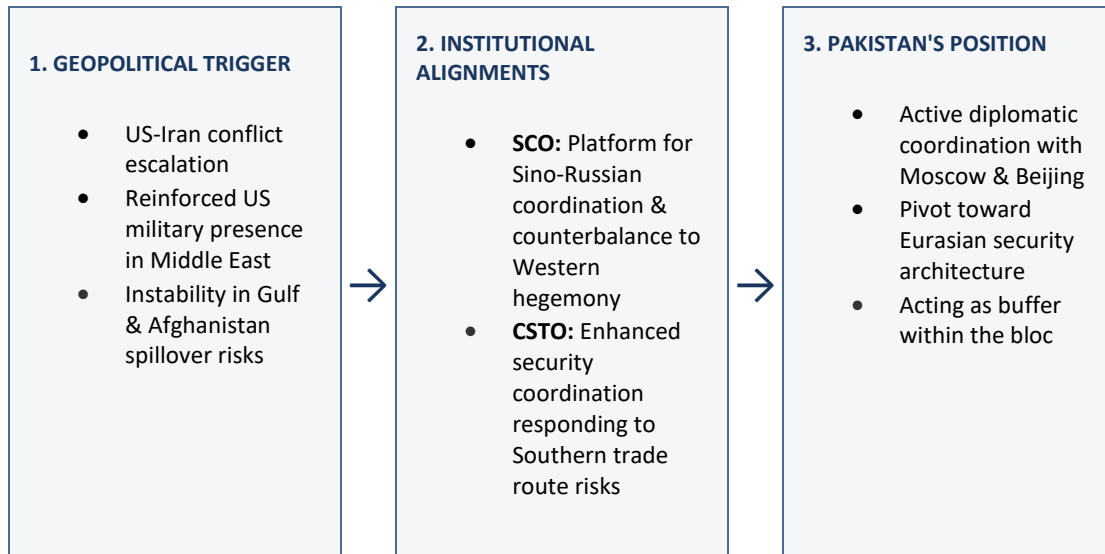 1. GEOPOLITICAL TRIGGER
● US-Iran conflict
escalation
● Reinforced US
military presence
in Middle East
● Instability in Gulf
& Afghanistan
spillover risks
→
2. INSTITUTIONAL
ALIGNMENTS
● SCO: Platform for
Sino-Russian
coordination &
counterbalance to
Western
hegemony
● CSTO: Enhanced
security
coordination
responding to
Southern trade
route risks
→
3. PAKISTAN'S POSITION
● Active diplomatic
coordination with
Moscow & Beijing
● Pivot toward
Eurasian security
architecture
● Acting as buffer
within the bloc